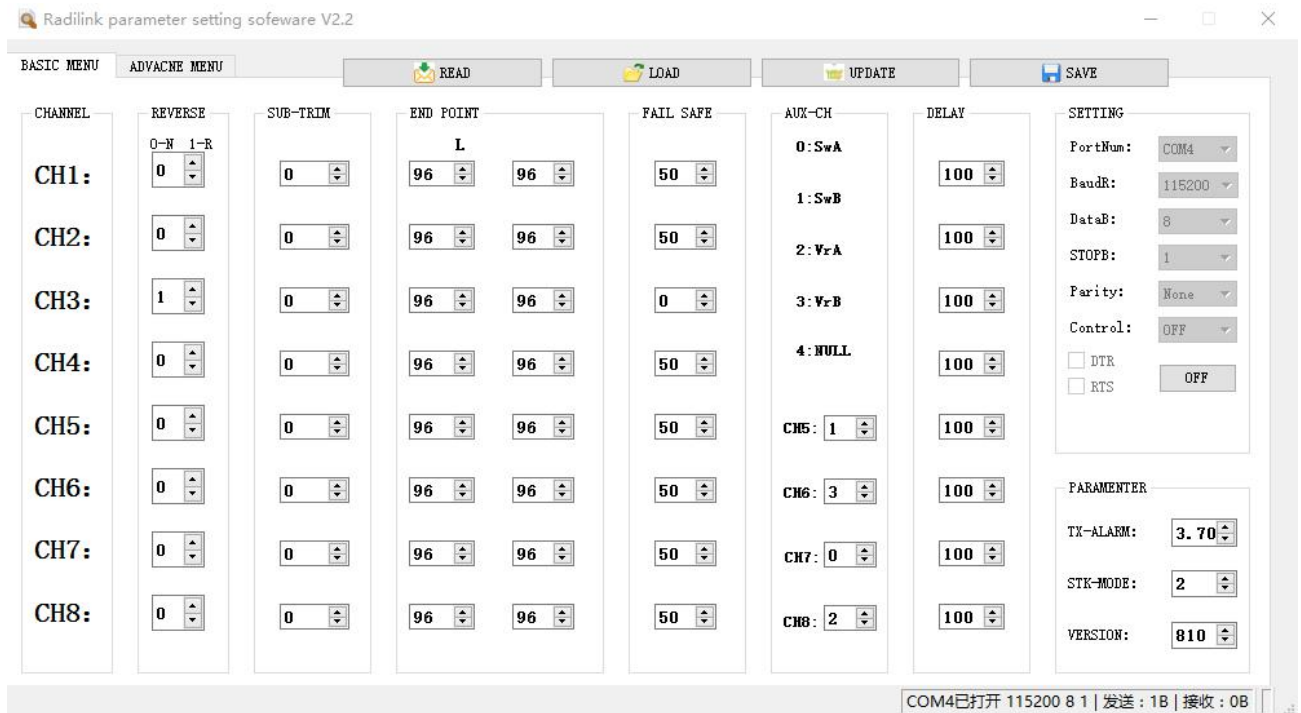 Radilink parameter setting sofeware V2.2
BASIC MENU ADVACNE MENU READ LOAD UPDATE SAVE
CHANNEL REVERSE SUB-TRIM END POINT FAIL SAFE AUX-CH DELAY SETTING
0-N 1-R L 0:SwA PortNum: COM4
CH1: 0 0 96 96 50 100
BaudR: 115200
1:SwB
DataB: 8
CH2: 0 0 96 96 50 100
2:VrA STOPB: 1
CH3: 1 0 96 96 0 3:VrB 100 Parity: None
Control: OFF
4:NULL
CH4: 0 0 96 96 50 100 DTR
RTS OFF
CH5: 0 0 96 96 50 CH5: 1 100
CH6: 0 0 96 96 50 CH6: 3 100 PARAMENTER
TX-ALARM: 3.70
CH7: 0 0 96 96 50 CH7: 0 100
STK-MODE: 2
CH8: 0 0 96 96 50 CH8: 2 100
VERSION: 810
COM4已打开 115200 8 1 | 发送：1B | 接收：0B